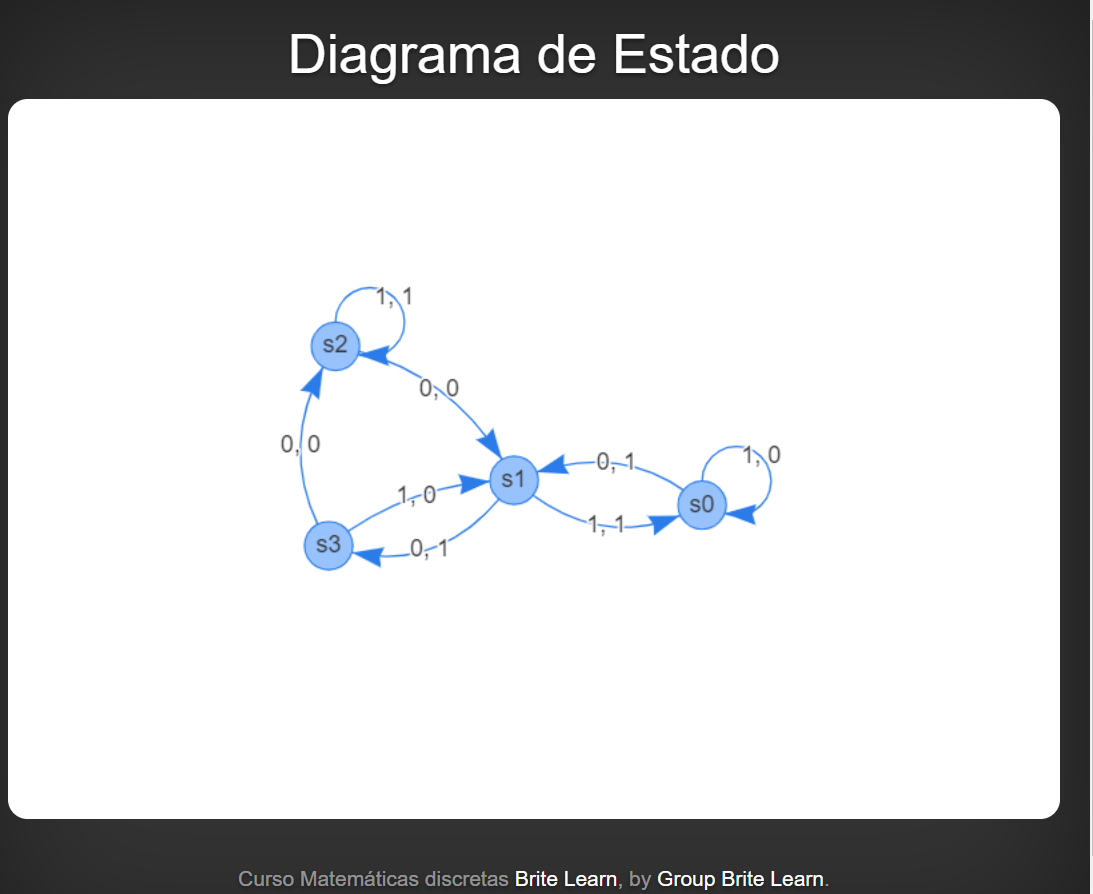 Diagrama de Estado
1, 1
s2
0, 0
0, 0
1, 0
0, 1
s1
1, 0
s0
1, 1
s3
0, 1
Curso Matemáticas discretas Brite Learn, by Group Brite Learn.